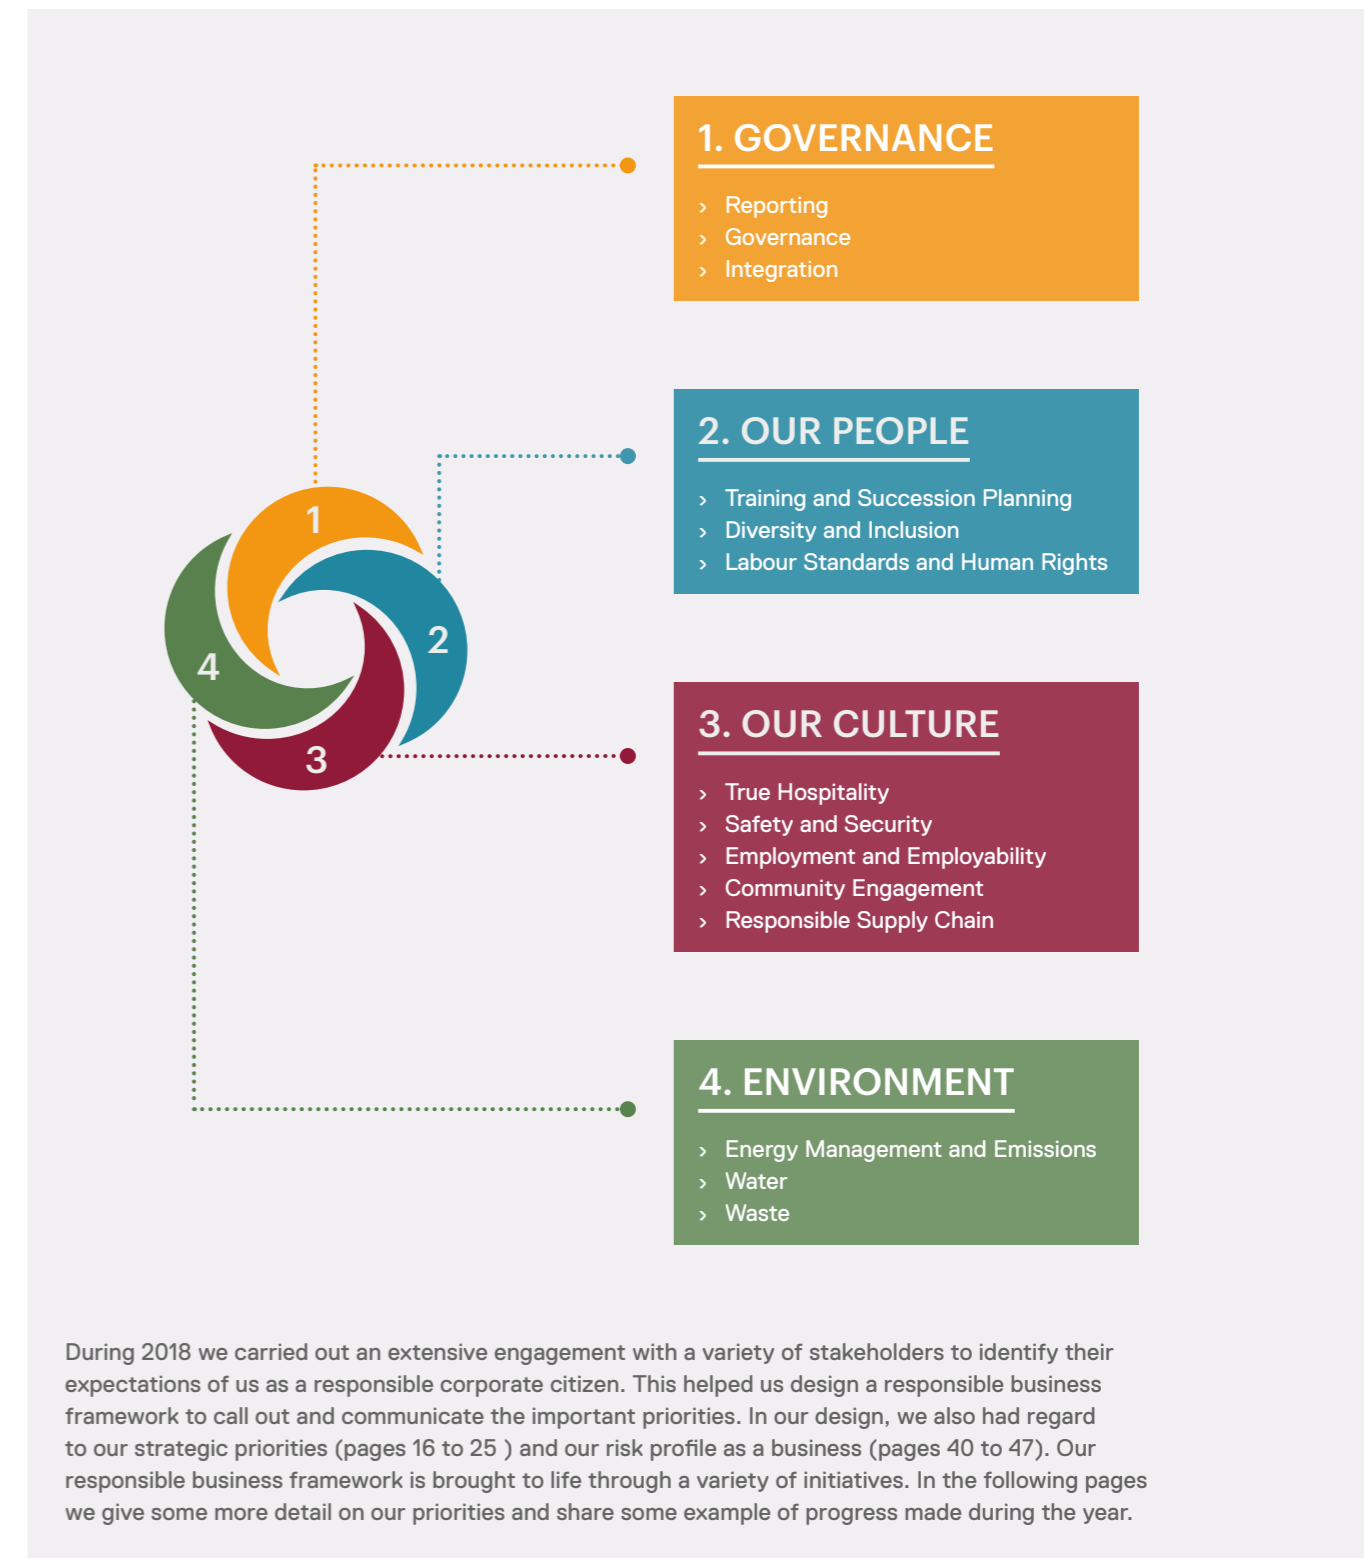 1. GOVERNANCE
› Reporting
› Governance
› Integration
2. OUR PEOPLE
› Training and Succession Planning
› Diversity and Inclusion
› Labour Standards and Human Rights
1
2
4
3
3. OUR CULTURE
› True Hospitality
› Safety and Security
› Employment and Employability
› Community Engagement
› Responsible Supply Chain
4. ENVIRONMENT
› Energy Management and Emissions
› Water
› Waste
During 2018 we carried out an extensive engagement with a variety of stakeholders to identify their
expectations of us as a responsible corporate citizen. This helped us design a responsible business
framework to call out and communicate the important priorities. In our design, we also had regard
to our strategic priorities (pages 16 to 25 ) and our risk profile as a business (pages 40 to 47). Our
responsible business framework is brought to life through a variety of initiatives. In the following pages
we give some more detail on our priorities and share some example of progress made during the year.